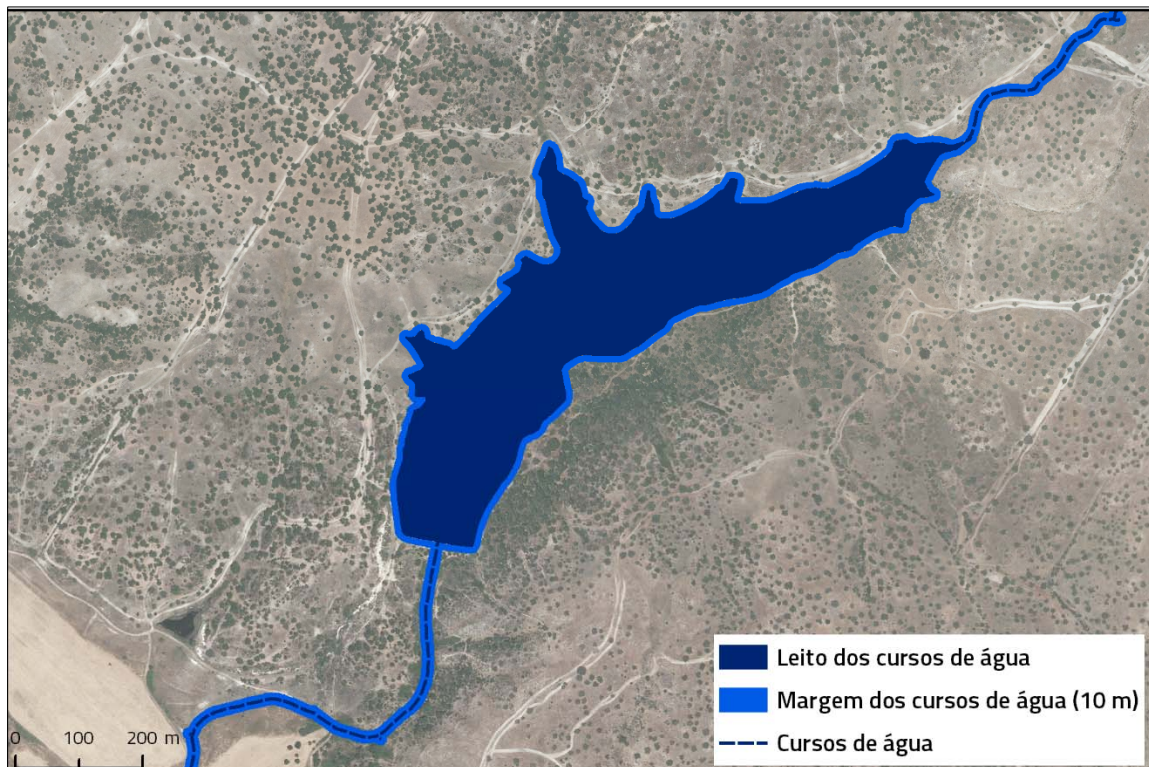 Leito dos cursos de água
Margem dos cursos de água (10 m)
Cursos de água
0 100 200 m